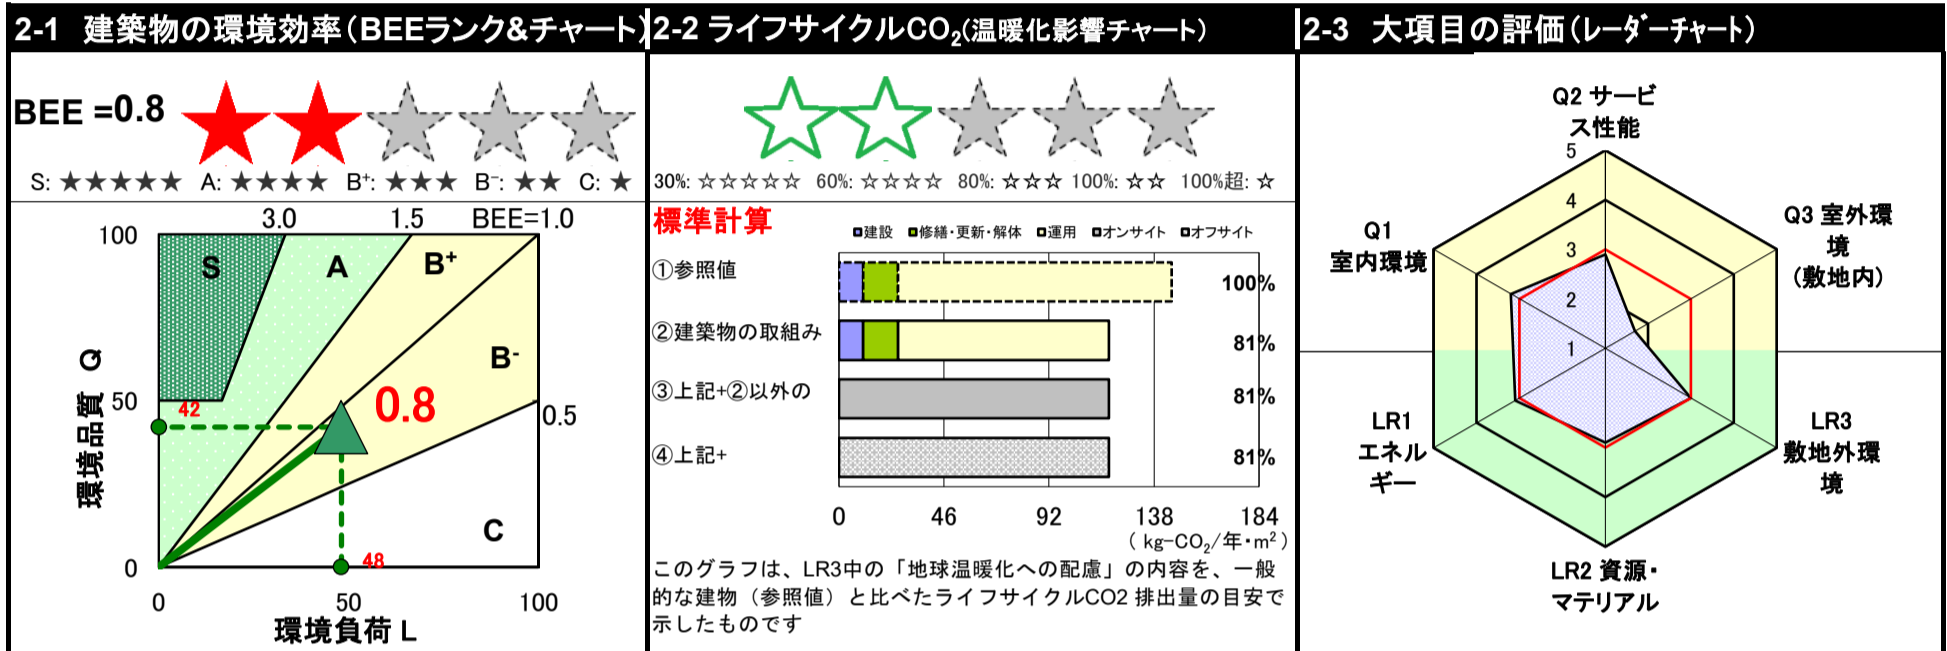 2-1 建築物の環境効率(BEEランク&チャート)
BEE =0.8
S: ★★★★★ A: ★★★★ B⁺: ★★★ B⁻: ★★ C: ★
3.0 1.5 BEE=1.0
100
S A B⁺
B⁻
環境品質 Q
50
42
0.8
0.5
C
48
0
0 50 100
環境負荷 L
2-2 ライフサイクルCO₂(温暖化影響チャート)
30%: ☆☆☆☆☆ 60%: ☆☆☆☆ 80%: ☆☆☆ 100%: ☆☆ 100%超: ☆
標準計算
建設 修繕・更新・解体 運用 オンサイト オフサイト
①参照値 100%
②建築物の取組み 81%
③上記+②以外の 81%
④上記+ 81%
0 46 92 138 184
( kg-CO₂/年・m² )
このグラフは、LR3中の「地球温暖化への配慮」の内容を、一般
的な建物(参照値)と比べたライフサイクルCO2 排出量の目安で
示したものです
2-3 大項目の評価(レーダーチャート)
Q2 サービ
ス性能
5
4
3
2
1
Q1
室内環境
Q3 室外環
境
(敷地内)
LR1
エネル
ギー
LR3
敷地外環
境
LR2 資源・
マテリアル